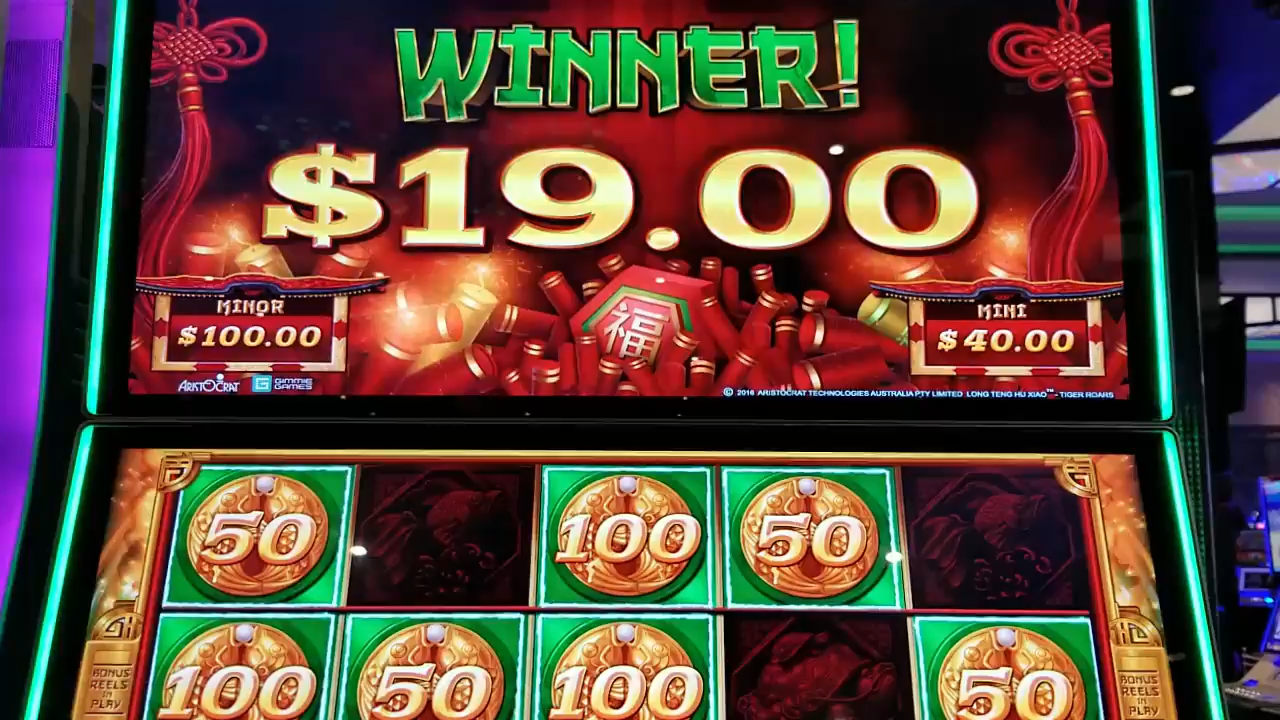 WINNER!
$19.00
MINOR
$100.00
福
MINI
$40.00
ARISTOCRAT
GIMMIE
GAMES
© 2016 ARISTOCRAT TECHNOLOGIES AUSTRALIA PTY LIMITED LONG TENG HU XIAO™ - TIGER ROARS
50 100 50
100 50 100 50
BONUS
REELS
IN
PLAY
BONUS
REELS
IN
PLAY